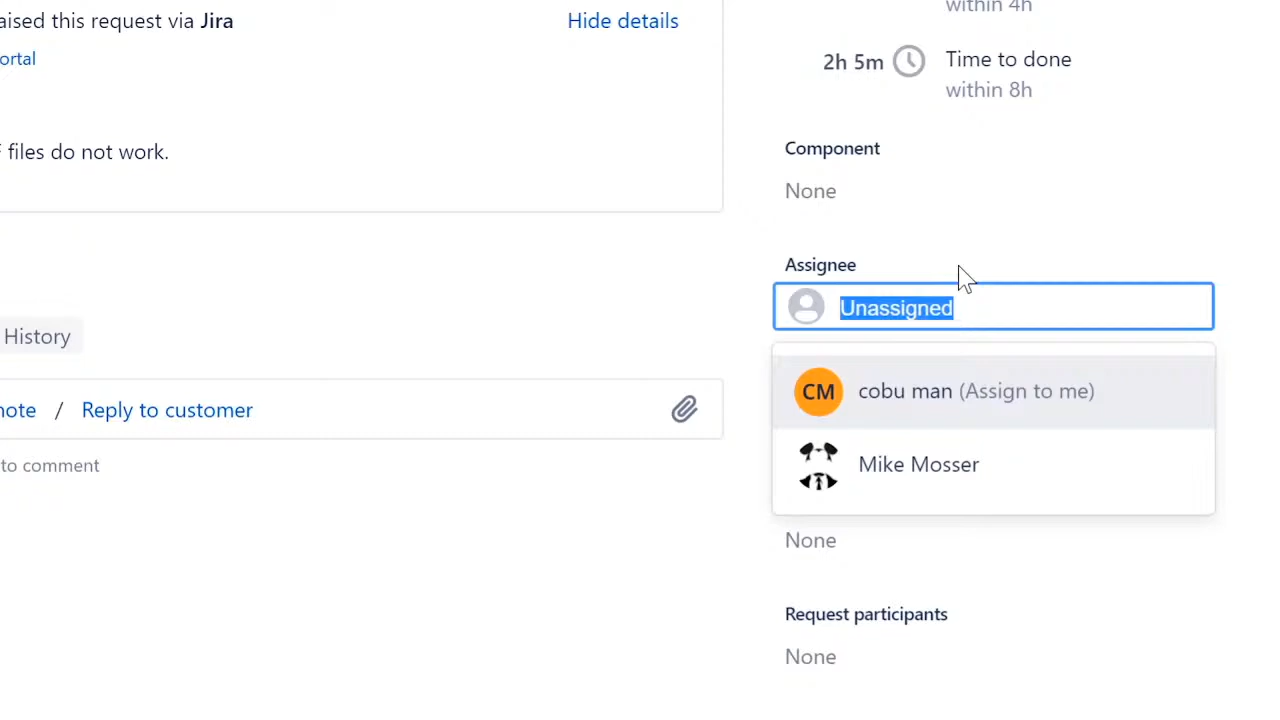 aised this request via Jira
Hide details
ortal
files do not work.
History
note / Reply to customer
to comment
within 4h
2h 5m
Time to done
within 8h
Component
None
Assignee
Unassigned
CM
cobu man (Assign to me)
Mike Mosser
None
Request participants
None